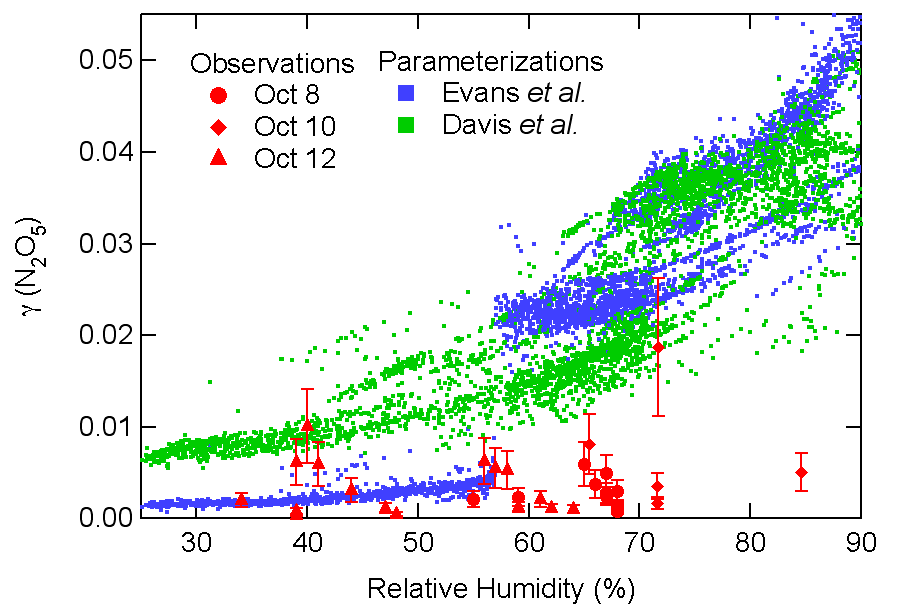 0.05
0.04
0.03
0.02
0.01
0.00
γ (N₂O₅)
Observations
Oct 8
Oct 10
Oct 12
Parameterizations
Evans et al.
Davis et al.
30 40 50 60 70 80 90
Relative Humidity (%)